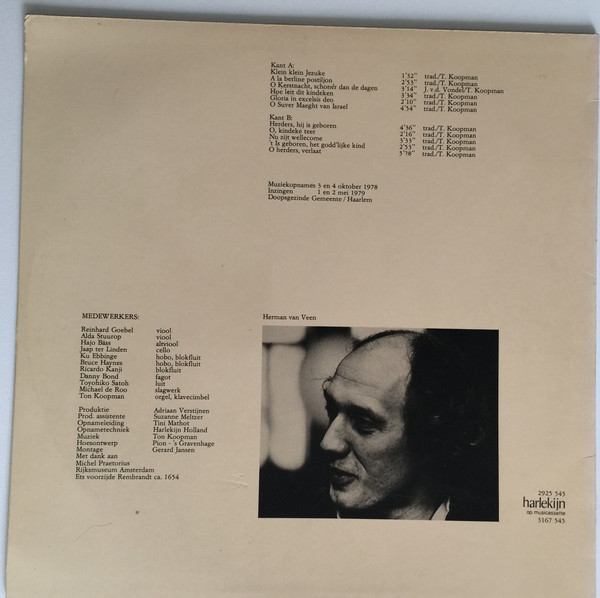 Kant A:
Klein klein Jezuke 1'32" trad./T. Koopman
A la berline postiljon 2'53" trad./T. Koopman
O Kerstnacht, schonér dan de dagen 3'14" J. v.d. Vondel/T. Koopman
Hoe leit dit kindeken 3'34" trad./T. Koopman
Gloria in excelsis deo 2'10" trad./T. Koopman
O Suver Maeght van Israel 4'54" trad./T. Koopman
Kant B:
Herders, hij is geboren 4'36" trad./T. Koopman
O, kindeke teer 2'16" trad./T. Koopman
Nu zijt wellecome 3'33" trad./T. Koopman
't Is geboren, het godd'lijke kind 2'53" trad./T. Koopman
O herders, verlaat 5'?8" trad./T. Koopman
Muziekopnames 3 en 4 oktober 1978
Inzingen 1 en 2 mei 1979
Doopsgezinde Gemeente / Haarlem
MEDEWERKERS:
Reinhard Goebel viool
Alda Stuurop viool
Hajo Bäss altviool
Jaap ter Linden cello
Ku Ebbinge hobo, blokfluit
Bruce Haynes hobo, blokfluit
Ricardo Kanji blokfluit
Danny Bond fagot
Toyohiko Satoh luit
Michael de Roo slagwerk
Ton Koopman orgel, klavecimbel
Produktie Adriaan Verstijnen
Prod. assistente Suzanne Meltzer
Opnameleiding Tini Mathot
Opnametechniek Harlekijn Holland
Muziek Ton Koopman
Hoesontwerp Pion - 's Gravenhage
Montage Gerard Jansen
Met dank aan
Michel Praetorius
Rijksmuseum Amsterdam
Ets voorzijde Rembrandt ca. 1654
Herman van Veen
2925 545
harlekijn
op musicassette
3167 545